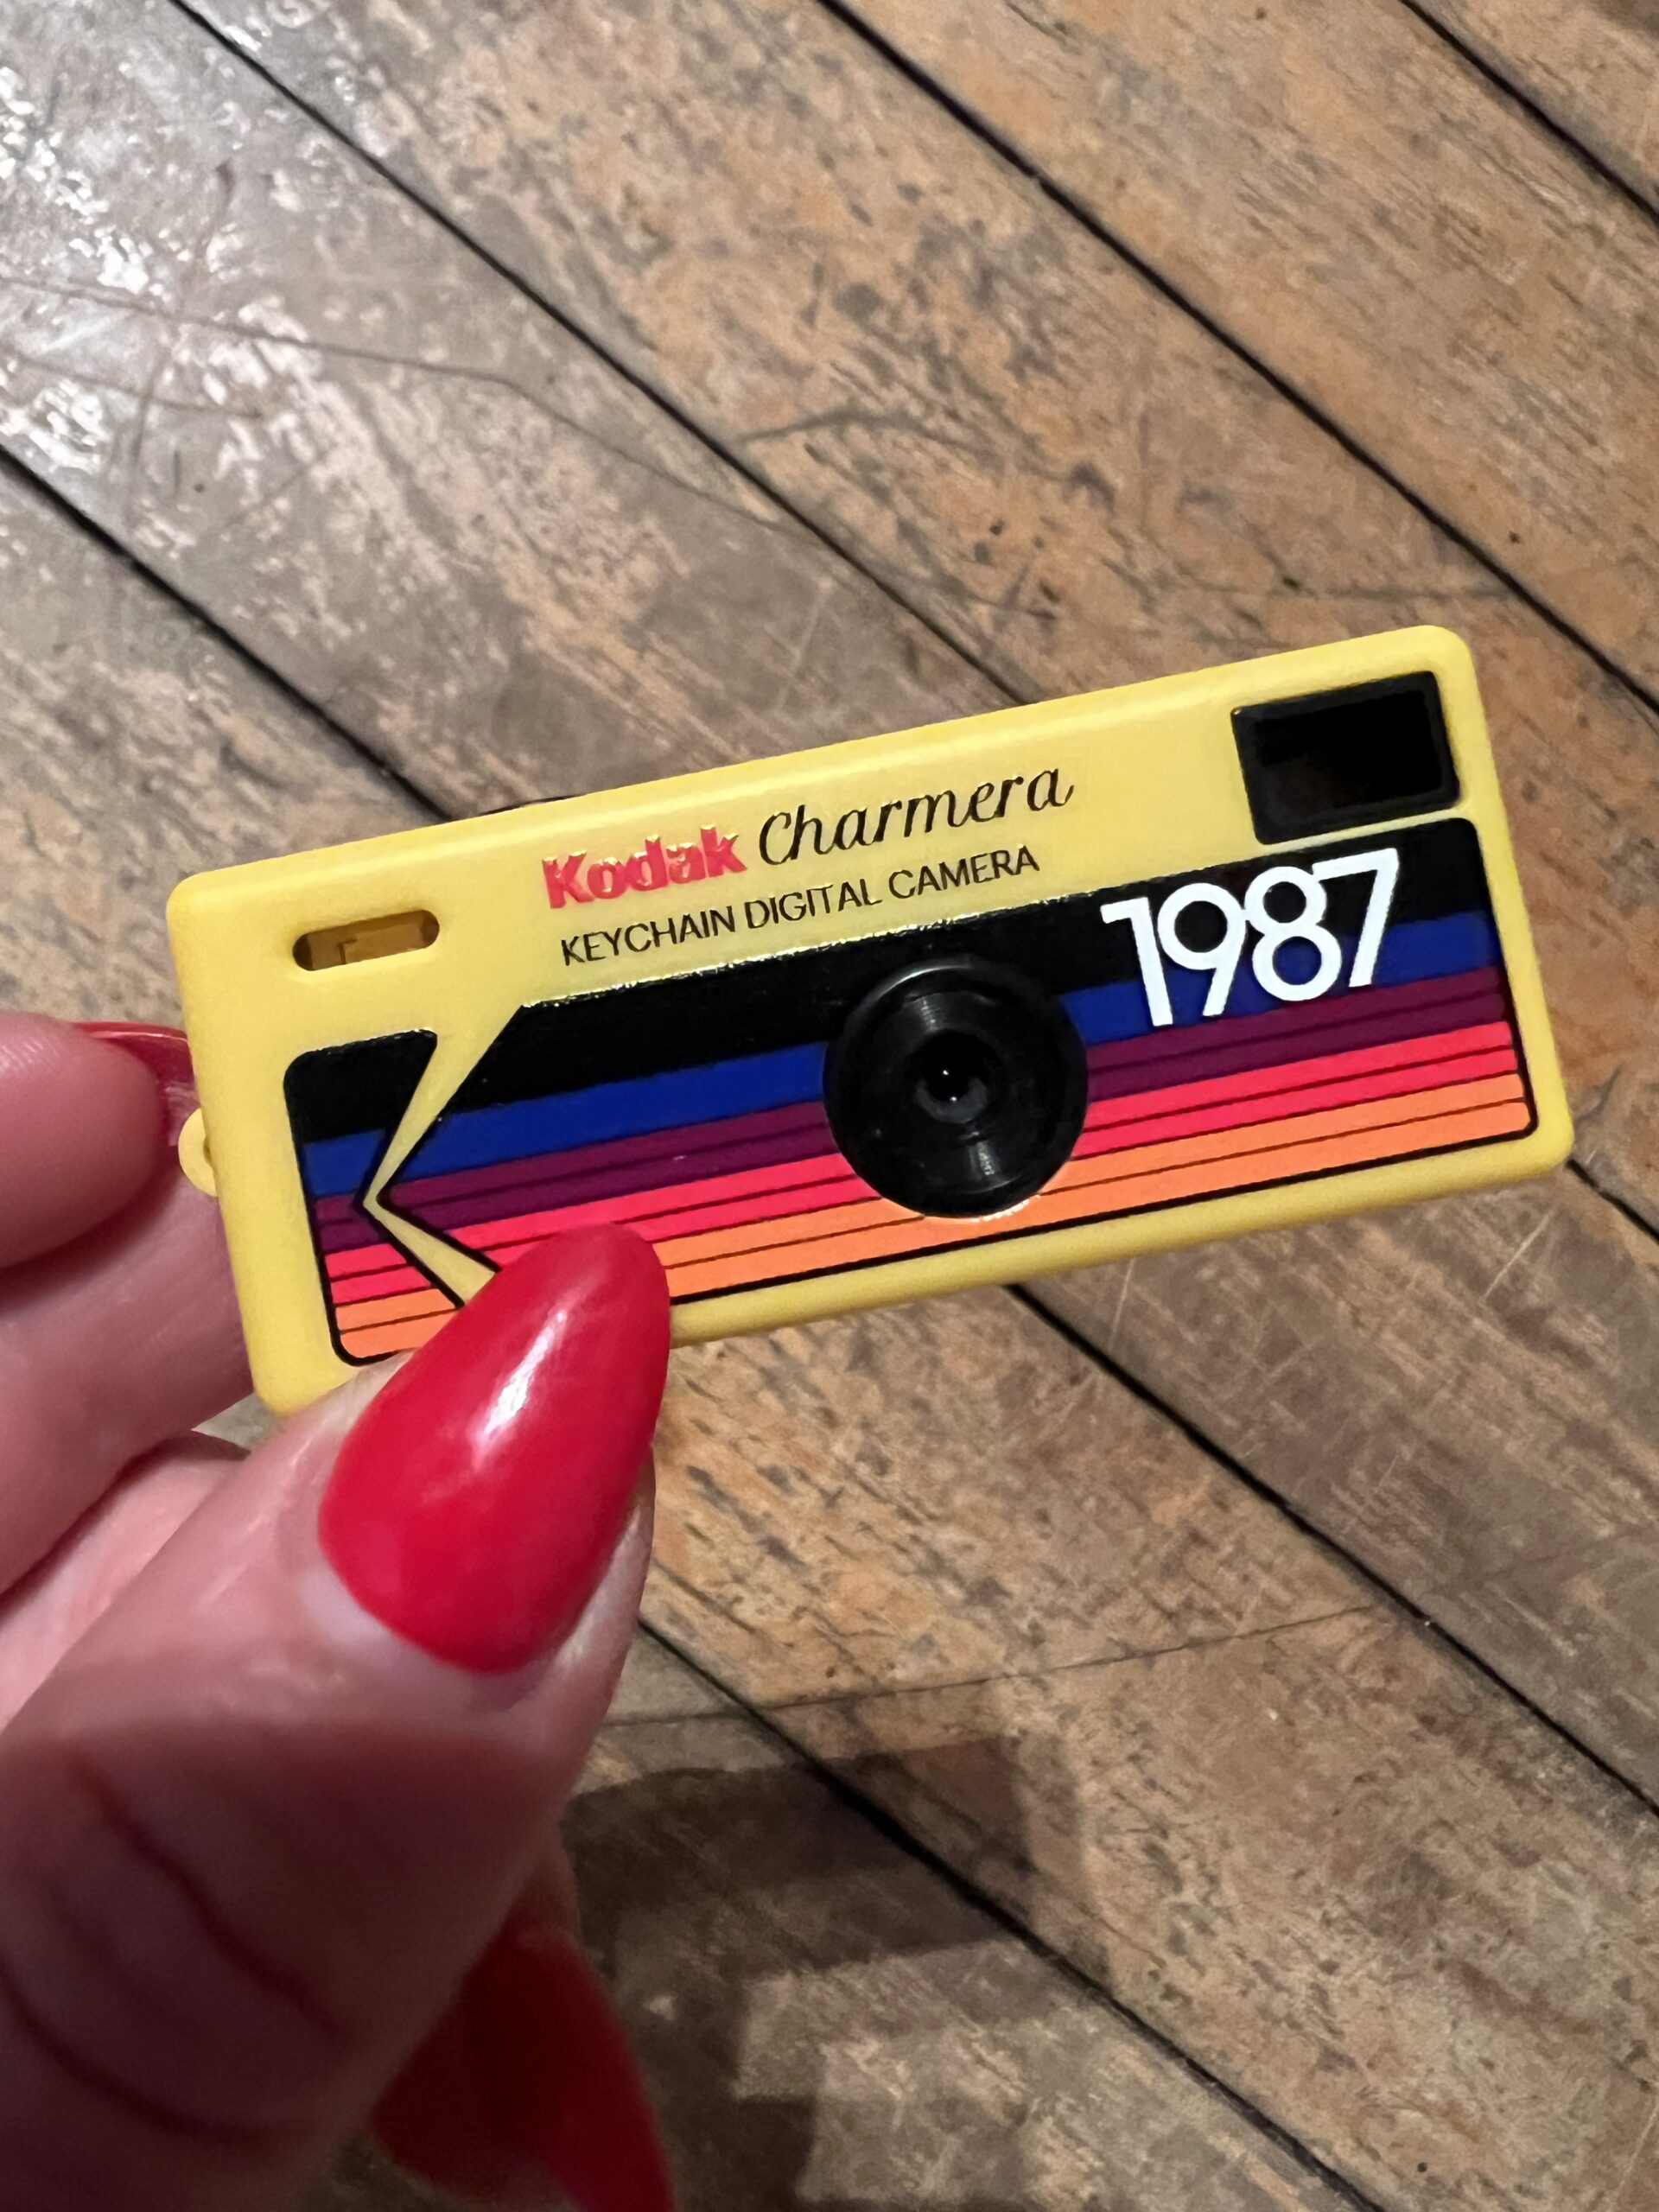 Kodak Charmera
KEYCHAIN DIGITAL CAMERA
1987